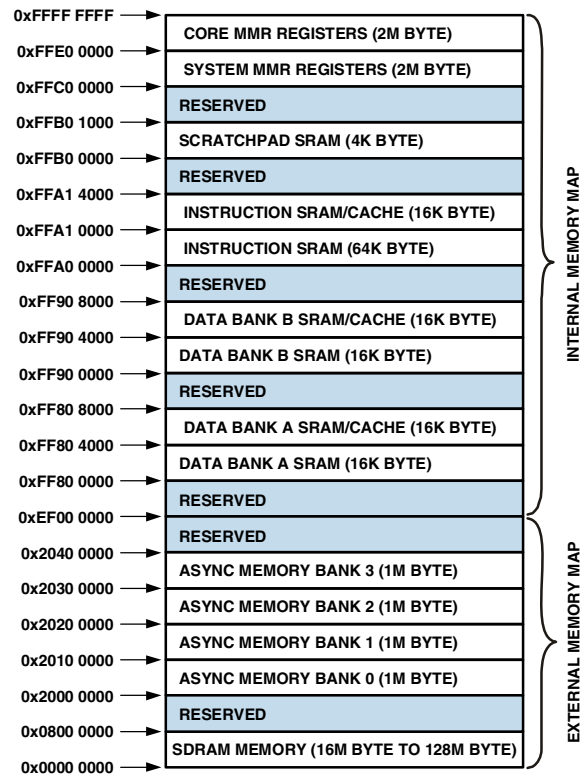 0xFFFF FFFF
CORE MMR REGISTERS (2M BYTE)
0xFFE0 0000
SYSTEM MMR REGISTERS (2M BYTE)
0xFFC0 0000
RESERVED
0xFFB0 1000
SCRATCHPAD SRAM (4K BYTE)
0xFFB0 0000
RESERVED
0xFFA1 4000
INSTRUCTION SRAM/CACHE (16K BYTE)
0xFFA1 0000
INSTRUCTION SRAM (64K BYTE)
0xFFA0 0000
RESERVED
0xFF90 8000
DATA BANK B SRAM/CACHE (16K BYTE)
0xFF90 4000
DATA BANK B SRAM (16K BYTE)
0xFF90 0000
RESERVED
0xFF80 8000
DATA BANK A SRAM/CACHE (16K BYTE)
0xFF80 4000
DATA BANK A SRAM (16K BYTE)
0xFF80 0000
RESERVED
0xEF00 0000
RESERVED
0x2040 0000
ASYNC MEMORY BANK 3 (1M BYTE)
0x2030 0000
ASYNC MEMORY BANK 2 (1M BYTE)
0x2020 0000
ASYNC MEMORY BANK 1 (1M BYTE)
0x2010 0000
ASYNC MEMORY BANK 0 (1M BYTE)
0x2000 0000
RESERVED
0x0800 0000
SDRAM MEMORY (16M BYTE TO 128M BYTE)
0x0000 0000
INTERNAL MEMORY MAP
EXTERNAL MEMORY MAP